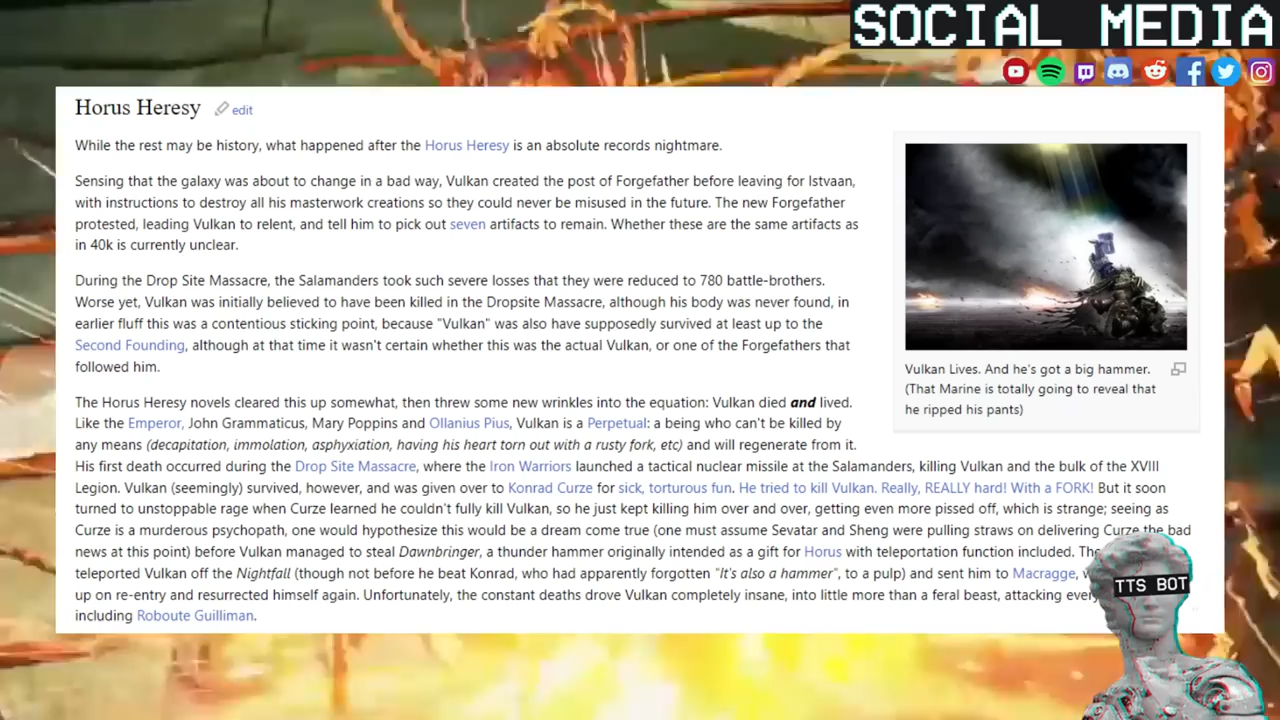 SOCIAL MEDIA
Horus Heresy edit
While the rest may be history, what happened after the Horus Heresy is an absolute records nightmare.
Sensing that the galaxy was about to change in a bad way, Vulkan created the post of Forgefather before leaving for Istvaan,
with instructions to destroy all his masterwork creations so they could never be misused in the future. The new Forgefather
protested, leading Vulkan to relent, and tell him to pick out seven artifacts to remain. Whether these are the same artifacts as
in 40k is currently unclear.
During the Drop Site Massacre, the Salamanders took such severe losses that they were reduced to 780 battle-brothers.
Worse yet, Vulkan was initially believed to have been killed in the Dropsite Massacre, although his body was never found, in
earlier fluff this was a contentious sticking point, because "Vulkan" was also have supposedly survived at least up to the
Second Founding, although at that time it wasn't certain whether this was the actual Vulkan, or one of the Forgefathers that
followed him.
Vulkan Lives. And he's got a big hammer.
(That Marine is totally going to reveal that
he ripped his pants)
The Horus Heresy novels cleared this up somewhat, then threw some new wrinkles into the equation: Vulkan died and lived.
Like the Emperor, John Grammaticus, Mary Poppins and Ollanius Pius, Vulkan is a Perpetual: a being who can't be killed by
any means (decapitation, immolation, asphyxiation, having his heart torn out with a rusty fork, etc) and will regenerate from it.
His first death occurred during the Drop Site Massacre, where the Iron Warriors launched a tactical nuclear missile at the Salamanders, killing Vulkan and the bulk of the XVIII
Legion. Vulkan (seemingly) survived, however, and was given over to Konrad Curze for sick, torturous fun. He tried to kill Vulkan. Really, REALLY hard! With a FORK! But it soon
turned to unstoppable rage when Curze learned he couldn't fully kill Vulkan, so he just kept killing him over and over, getting even more pissed off, which is strange; seeing as
Curze is a murderous psychopath, one would hypothesize this would be a dream come true (one must assume Sevatar and Sheng were pulling straws on delivering Curze the bad
news at this point) before Vulkan managed to steal Dawnbringer, a thunder hammer originally intended as a gift for Horus with teleportation function included. The
teleported Vulkan off the Nightfall (though not before he beat Konrad, who had apparently forgotten "It's also a hammer", to a pulp) and sent him to Macragge,
up on re-entry and resurrected himself again. Unfortunately, the constant deaths drove Vulkan completely insane, into little more than a feral beast, attacking
including Roboute Guilliman.
TTS BOT